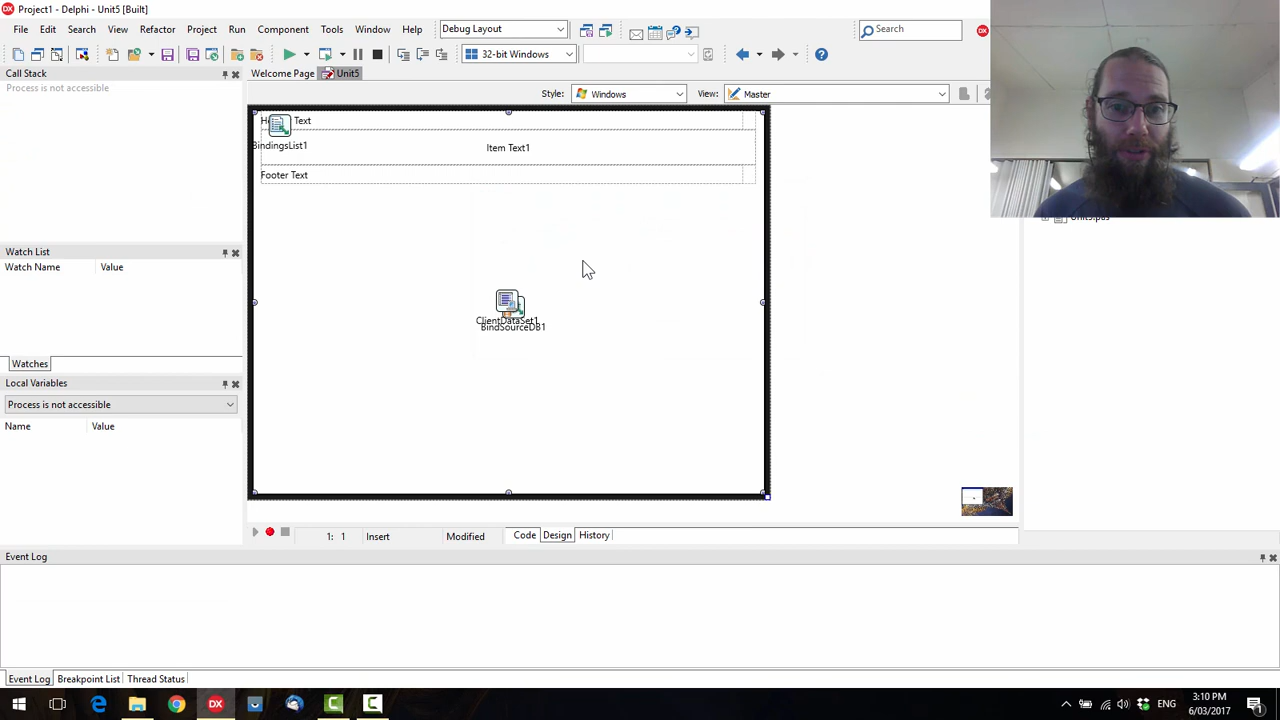 Project1 - Delphi - Unit5 [Built]
File Edit Search View Refactor Project Run Component Tools Window Help
Debug Layout
Search
32-bit Windows
Call Stack
Process is not accessible
Welcome Page
Unit5
Style:
Windows
View:
Master
Text
BindingsList1
Item Text1
Footer Text
Unit5.pas
Watch List
Watch Name Value
ClientDataSet1
BindSourceDB1
Watches
Local Variables
Process is not accessible
Name Value
1: 1 Insert Modified
Code Design History
Event Log
Event Log Breakpoint List Thread Status
DX
ENG
3:10 PM
6/03/2017